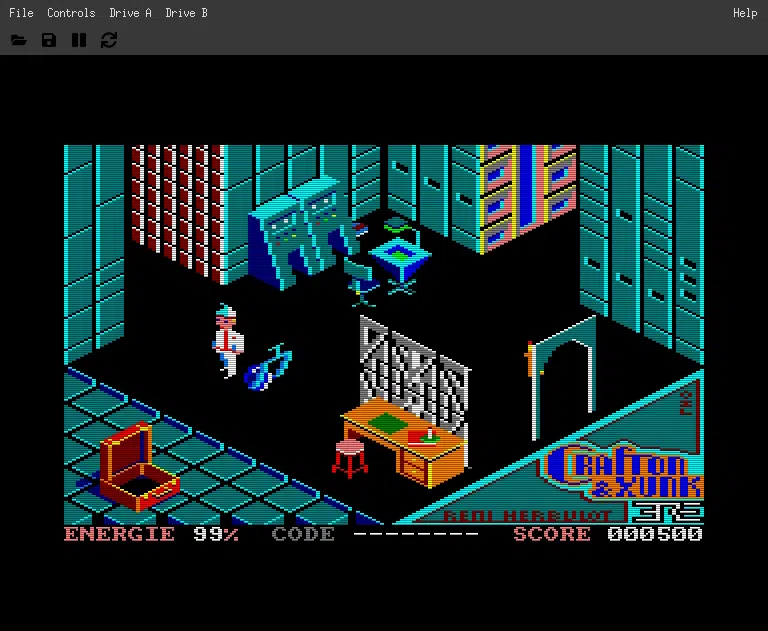 File Controls Drive A Drive B Help
CRAFTON
& XUNK
REMI HERBULOT
ERE
ENERGIE 99% CODE -------- SCORE 000500